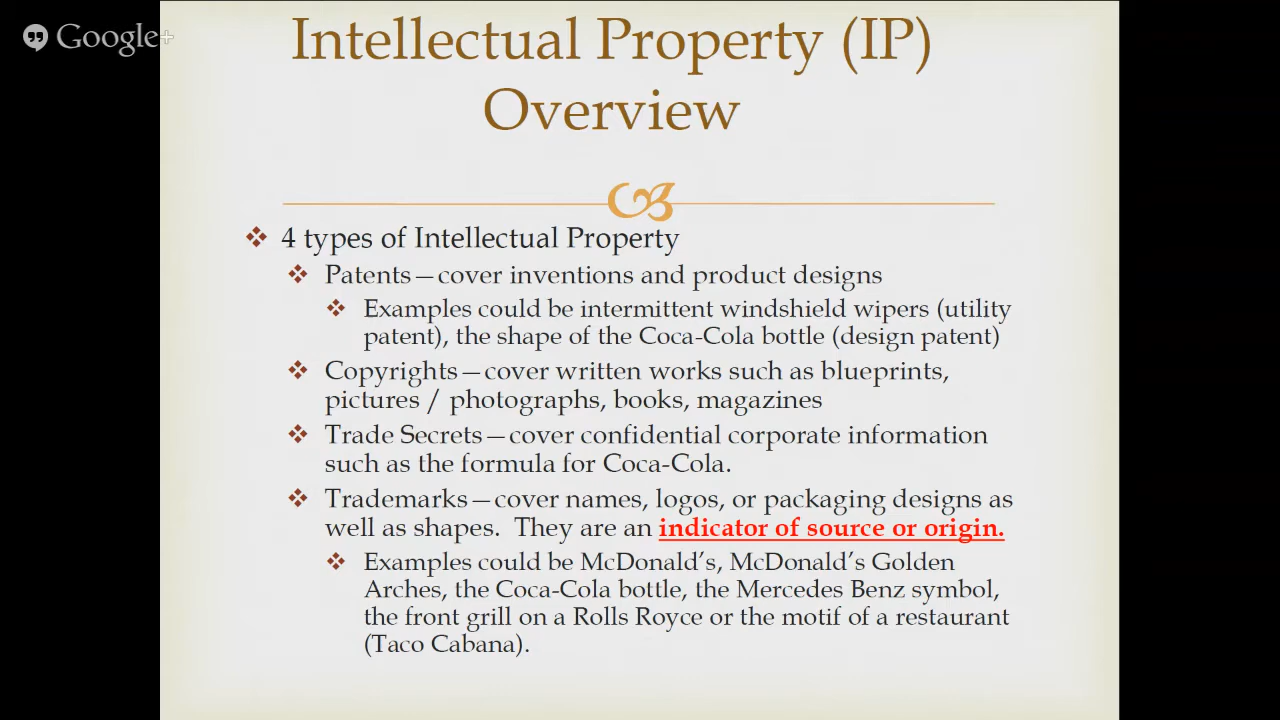 Google+
Intellectual Property (IP)
Overview
4 types of Intellectual Property
Patents—cover inventions and product designs
Examples could be intermittent windshield wipers (utility
patent), the shape of the Coca-Cola bottle (design patent)
Copyrights—cover written works such as blueprints,
pictures / photographs, books, magazines
Trade Secrets—cover confidential corporate information
such as the formula for Coca-Cola.
Trademarks—cover names, logos, or packaging designs as
well as shapes.  They are an indicator of source or origin.
Examples could be McDonald’s, McDonald’s Golden
Arches, the Coca-Cola bottle, the Mercedes Benz symbol,
the front grill on a Rolls Royce or the motif of a restaurant
(Taco Cabana).